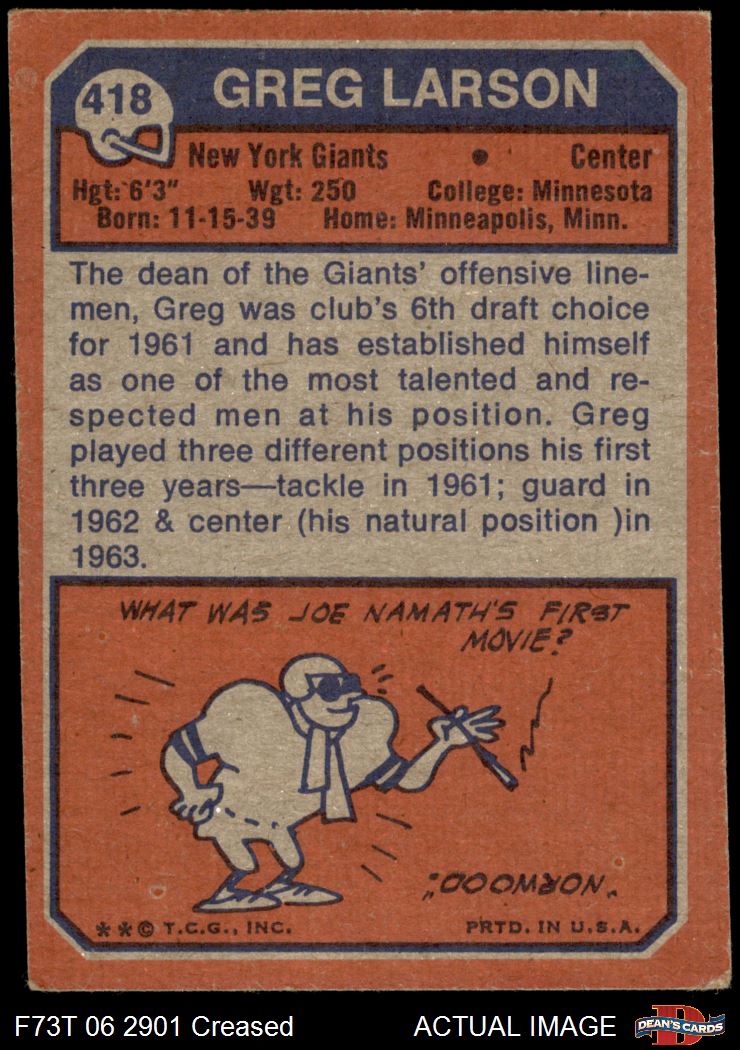 418
GREG LARSON
New York Giants • Center
Hgt: 6'3" Wgt: 250 College: Minnesota
Born: 11-15-39 Home: Minneapolis, Minn.
The dean of the Giants' offensive line-
men, Greg was club's 6th draft choice
for 1961 and has established himself
as one of the most talented and re-
spected men at his position. Greg
played three different positions his first
three years—tackle in 1961; guard in
1962 & center (his natural position )in
1963.
WHAT WAS JOE NAMATH'S FIRST
MOVIE?
"NORWOOD."
**© T.C.G., INC. PRTD. IN U.S.A.
F73T 06 2901 Creased ACTUAL IMAGE
D
DEAN'S CARDS